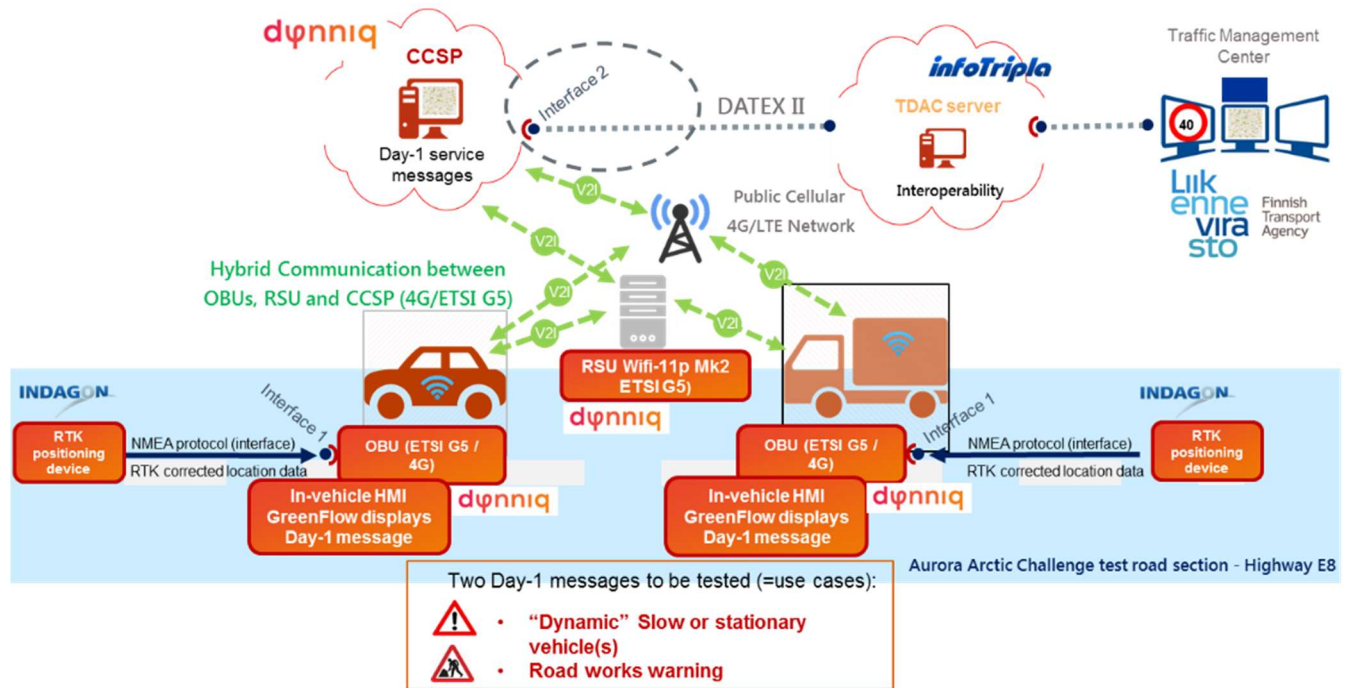 dynniq
CCSP
Day-1 service
messages
Interface 2
DATEX II
infoTripla
TDAC server
Interoperability
Traffic Management
Center
40
Liik
enne
vira
sto
Finnish
Transport
Agency
V2I
Public Cellular
4G/LTE Network
V2I
V2I
V2I
V2I
V2I
Hybrid Communication between
OBUs, RSU and CCSP (4G/ETSI G5)
RSU Wifi-11p Mk2
ETSI G5)
dynniq
INDAGON
RTK
positioning
device
NMEA protocol (interface)
RTK corrected location data
Interface 1
OBU (ETSI G5 /
4G)
In-vehicle HMI
GreenFlow displays
Day-1 message
dynniq
OBU (ETSI G5 /
4G)
In-vehicle HMI
GreenFlow displays
Day-1 message
dynniq
Interface 1
NMEA protocol (interface)
RTK corrected location data
INDAGON
RTK
positioning
device
Aurora Arctic Challenge test road section - Highway E8
Two Day-1 messages to be tested (=use cases):
• “Dynamic” Slow or stationary
vehicle(s)
• Road works warning